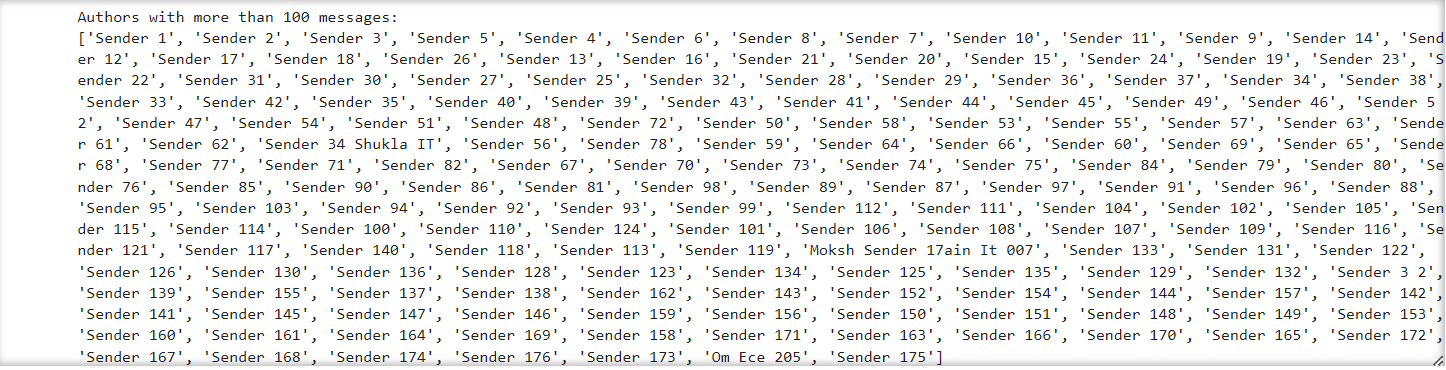 Authors with more than 100 messages:
['Sender 1', 'Sender 2', 'Sender 3', 'Sender 5', 'Sender 4', 'Sender 6', 'Sender 8', 'Sender 7', 'Sender 10', 'Sender 11', 'Sender 9', 'Sender 14', 'Send
er 12', 'Sender 17', 'Sender 18', 'Sender 26', 'Sender 13', 'Sender 16', 'Sender 21', 'Sender 20', 'Sender 15', 'Sender 24', 'Sender 19', 'Sender 23', 'S
ender 22', 'Sender 31', 'Sender 30', 'Sender 27', 'Sender 25', 'Sender 32', 'Sender 28', 'Sender 29', 'Sender 36', 'Sender 37', 'Sender 34', 'Sender 38',
'Sender 33', 'Sender 42', 'Sender 35', 'Sender 40', 'Sender 39', 'Sender 43', 'Sender 41', 'Sender 44', 'Sender 45', 'Sender 49', 'Sender 46', 'Sender 5
2', 'Sender 47', 'Sender 54', 'Sender 51', 'Sender 48', 'Sender 72', 'Sender 50', 'Sender 58', 'Sender 53', 'Sender 55', 'Sender 57', 'Sender 63', 'Sende
r 61', 'Sender 62', 'Sender 34 Shukla IT', 'Sender 56', 'Sender 78', 'Sender 59', 'Sender 64', 'Sender 66', 'Sender 60', 'Sender 69', 'Sender 65', 'Sende
r 68', 'Sender 77', 'Sender 71', 'Sender 82', 'Sender 67', 'Sender 70', 'Sender 73', 'Sender 74', 'Sender 75', 'Sender 84', 'Sender 79', 'Sender 80', 'Se
nder 76', 'Sender 85', 'Sender 90', 'Sender 86', 'Sender 81', 'Sender 98', 'Sender 89', 'Sender 87', 'Sender 97', 'Sender 91', 'Sender 96', 'Sender 88',
'Sender 95', 'Sender 103', 'Sender 94', 'Sender 92', 'Sender 93', 'Sender 99', 'Sender 112', 'Sender 111', 'Sender 104', 'Sender 102', 'Sender 105', 'Sen
der 115', 'Sender 114', 'Sender 100', 'Sender 110', 'Sender 124', 'Sender 101', 'Sender 106', 'Sender 108', 'Sender 107', 'Sender 109', 'Sender 116', 'Se
nder 121', 'Sender 117', 'Sender 140', 'Sender 118', 'Sender 113', 'Sender 119', 'Moksh Sender 17ain It 007', 'Sender 133', 'Sender 131', 'Sender 122',
'Sender 126', 'Sender 130', 'Sender 136', 'Sender 128', 'Sender 123', 'Sender 134', 'Sender 125', 'Sender 135', 'Sender 129', 'Sender 132', 'Sender 3 2',
'Sender 139', 'Sender 155', 'Sender 137', 'Sender 138', 'Sender 162', 'Sender 143', 'Sender 152', 'Sender 154', 'Sender 144', 'Sender 157', 'Sender 142',
'Sender 141', 'Sender 145', 'Sender 147', 'Sender 146', 'Sender 159', 'Sender 156', 'Sender 150', 'Sender 151', 'Sender 148', 'Sender 149', 'Sender 153',
'Sender 160', 'Sender 161', 'Sender 164', 'Sender 169', 'Sender 158', 'Sender 171', 'Sender 163', 'Sender 166', 'Sender 170', 'Sender 165', 'Sender 172',
'Sender 167', 'Sender 168', 'Sender 174', 'Sender 176', 'Sender 173', 'Om Ece 205', 'Sender 175']